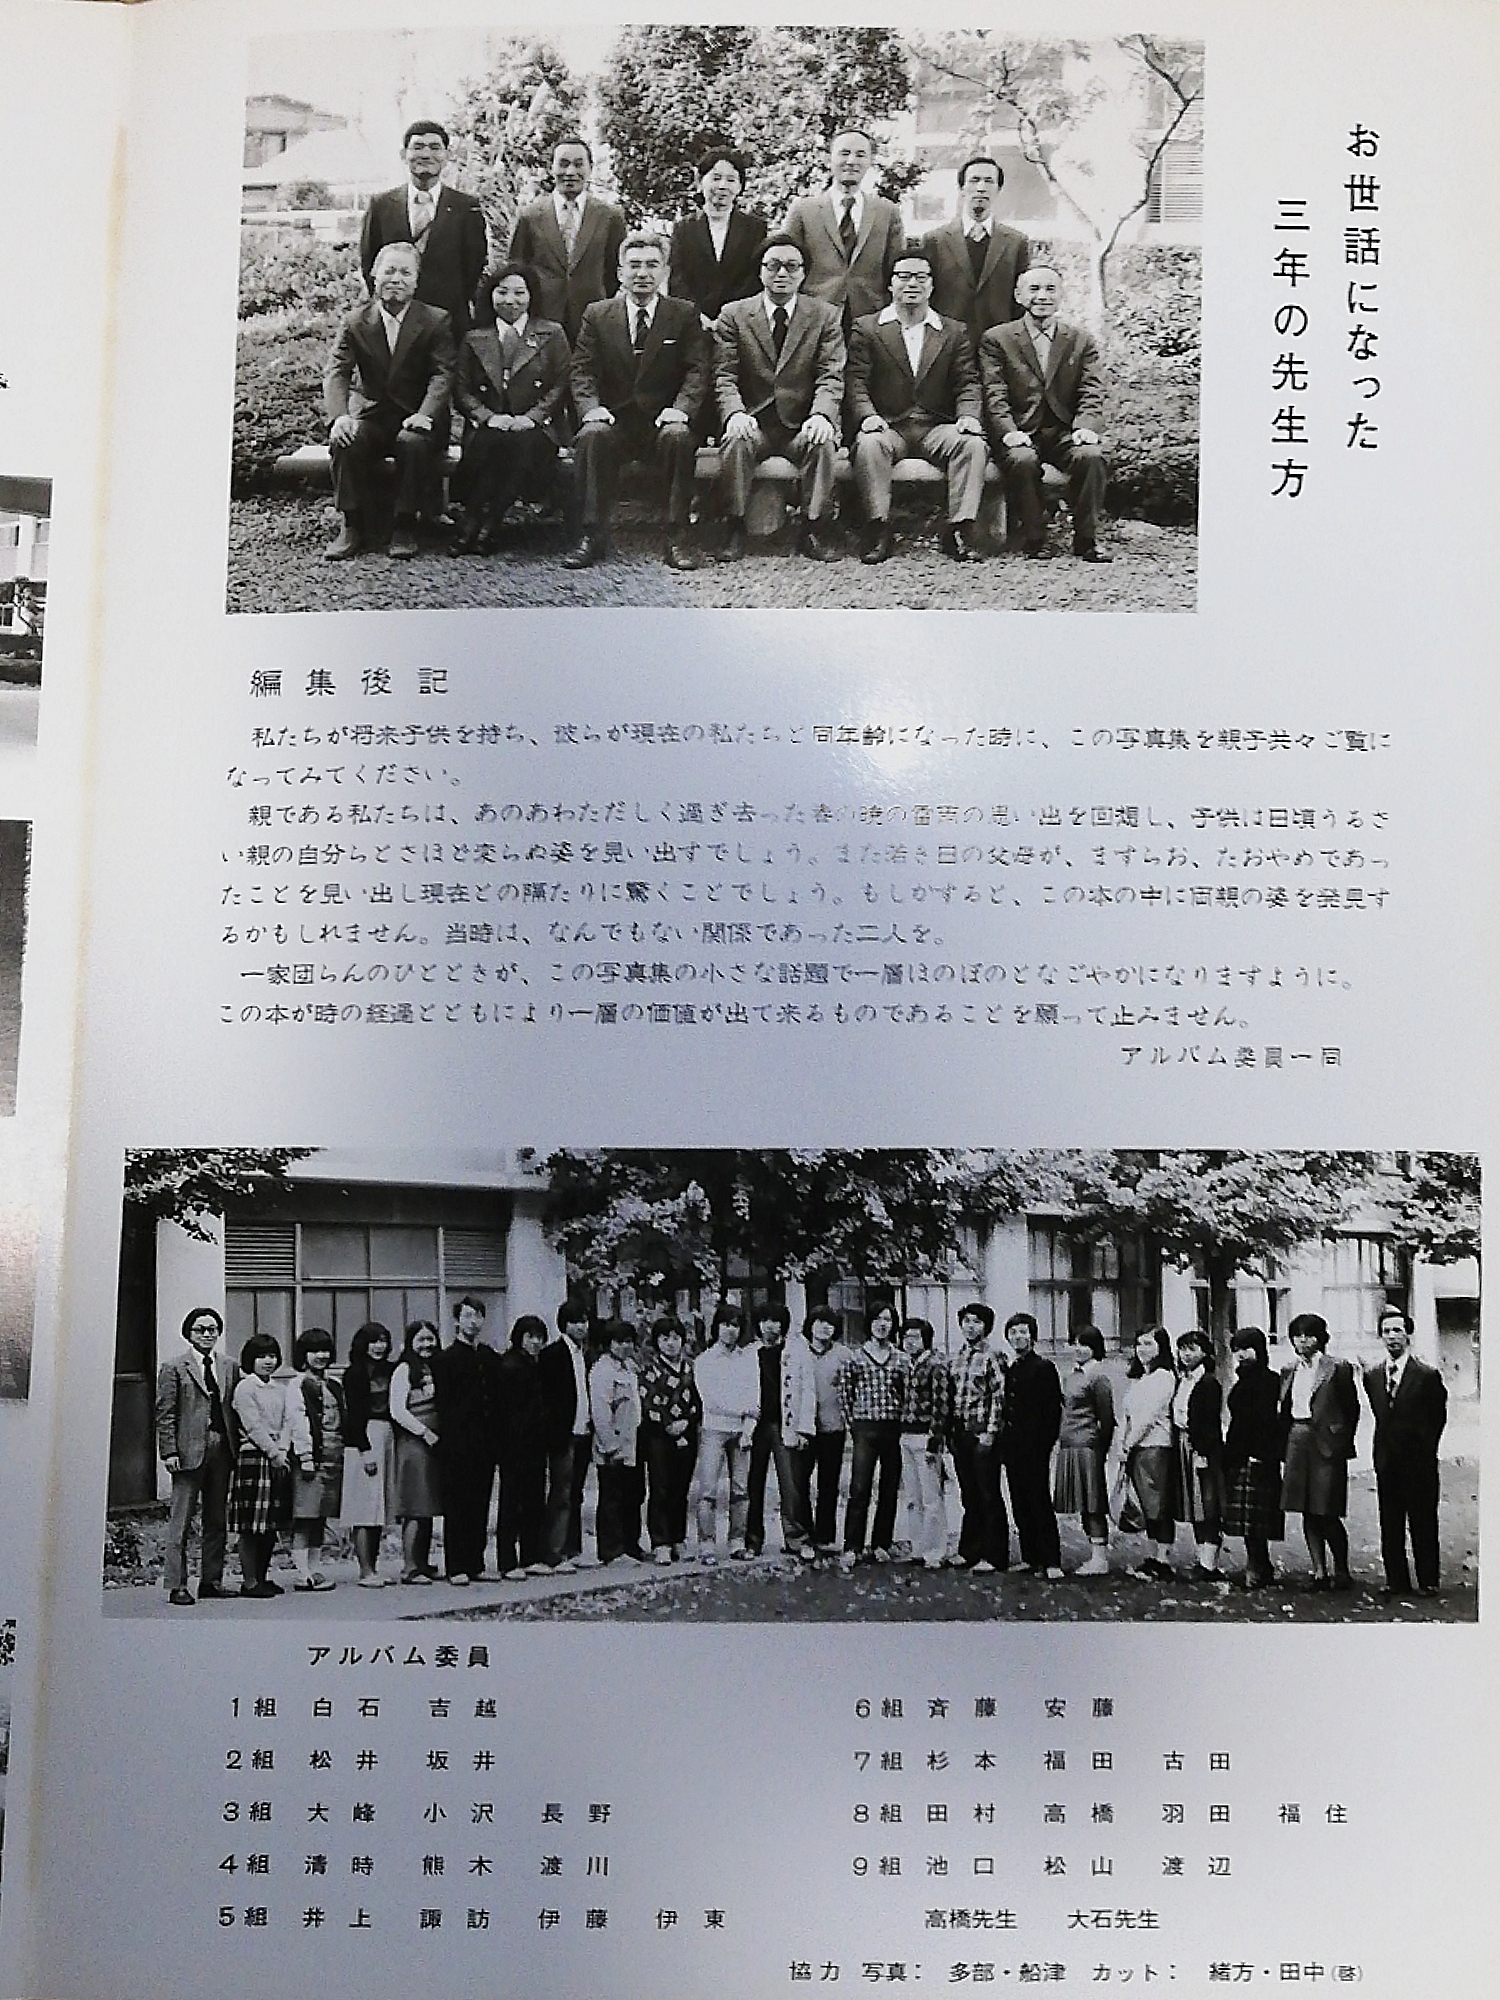 お世話になった
三年の先生方
編集後記
私たちが将来子供を持ち、彼らが現在の私たちと同年齢になった時に、この写真集を親子共々ご覧に
なってみてください。
親である私たちは、あのあわただしく過ぎ去った春の晩の雷雨の思い出を回想し、子供は日頃うるさ
い親の自分らとさほど変らぬ姿を見い出すでしょう。また若き日の父母が、ますらお、たおやめであっ
たことを見い出し現在との隔たりに驚くことでしょう。もしかすると、この本の中に両親の姿を発見す
るかもしれません。当時は、なんでもない関係であった二人を。
一家団らんのひとときが、この写真集の小さな話題で一層ほのぼのとなごやかになりますように。
この本が時の経過とともにより一層の価値が出て来るものであることを願って止みません。
アルバム委員一同
アルバム委員
1組 白石 吉越
2組 松井 坂井
3組 大峰 小沢 長野
4組 清時 熊木 渡川
5組 井上 諏訪 伊藤 伊東
6組 斉藤 安藤
7組 杉本 福田 古田
8組 田村 高橋 羽田 福住
9組 池口 松山 渡辺
高橋先生 大石先生
協力 写真: 多部・船津 カット: 緒方・田中(啓)